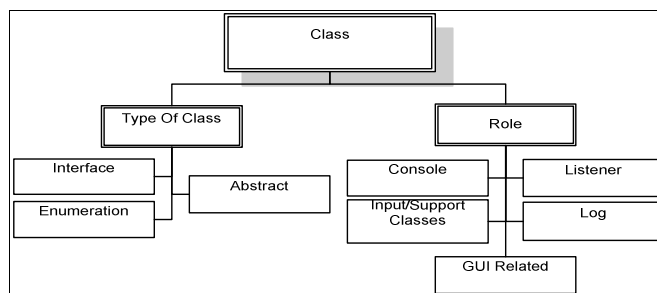 Class
Type Of Class
Role
Interface
Abstract
Enumeration
Console
Listener
Input/Support
Classes
Log
GUI Related